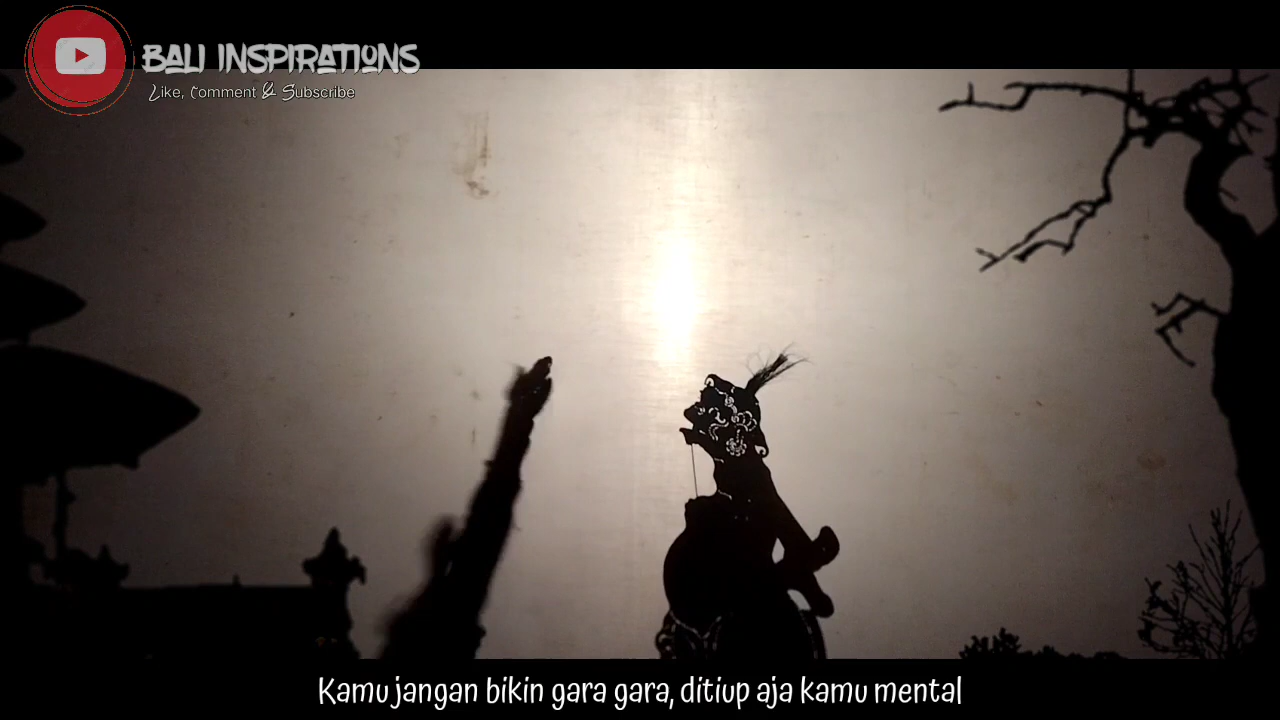 BALI INSPIRATIONS
Like, Comment & Subscribe
Kamu jangan bikin gara gara, ditiup aja kamu mental